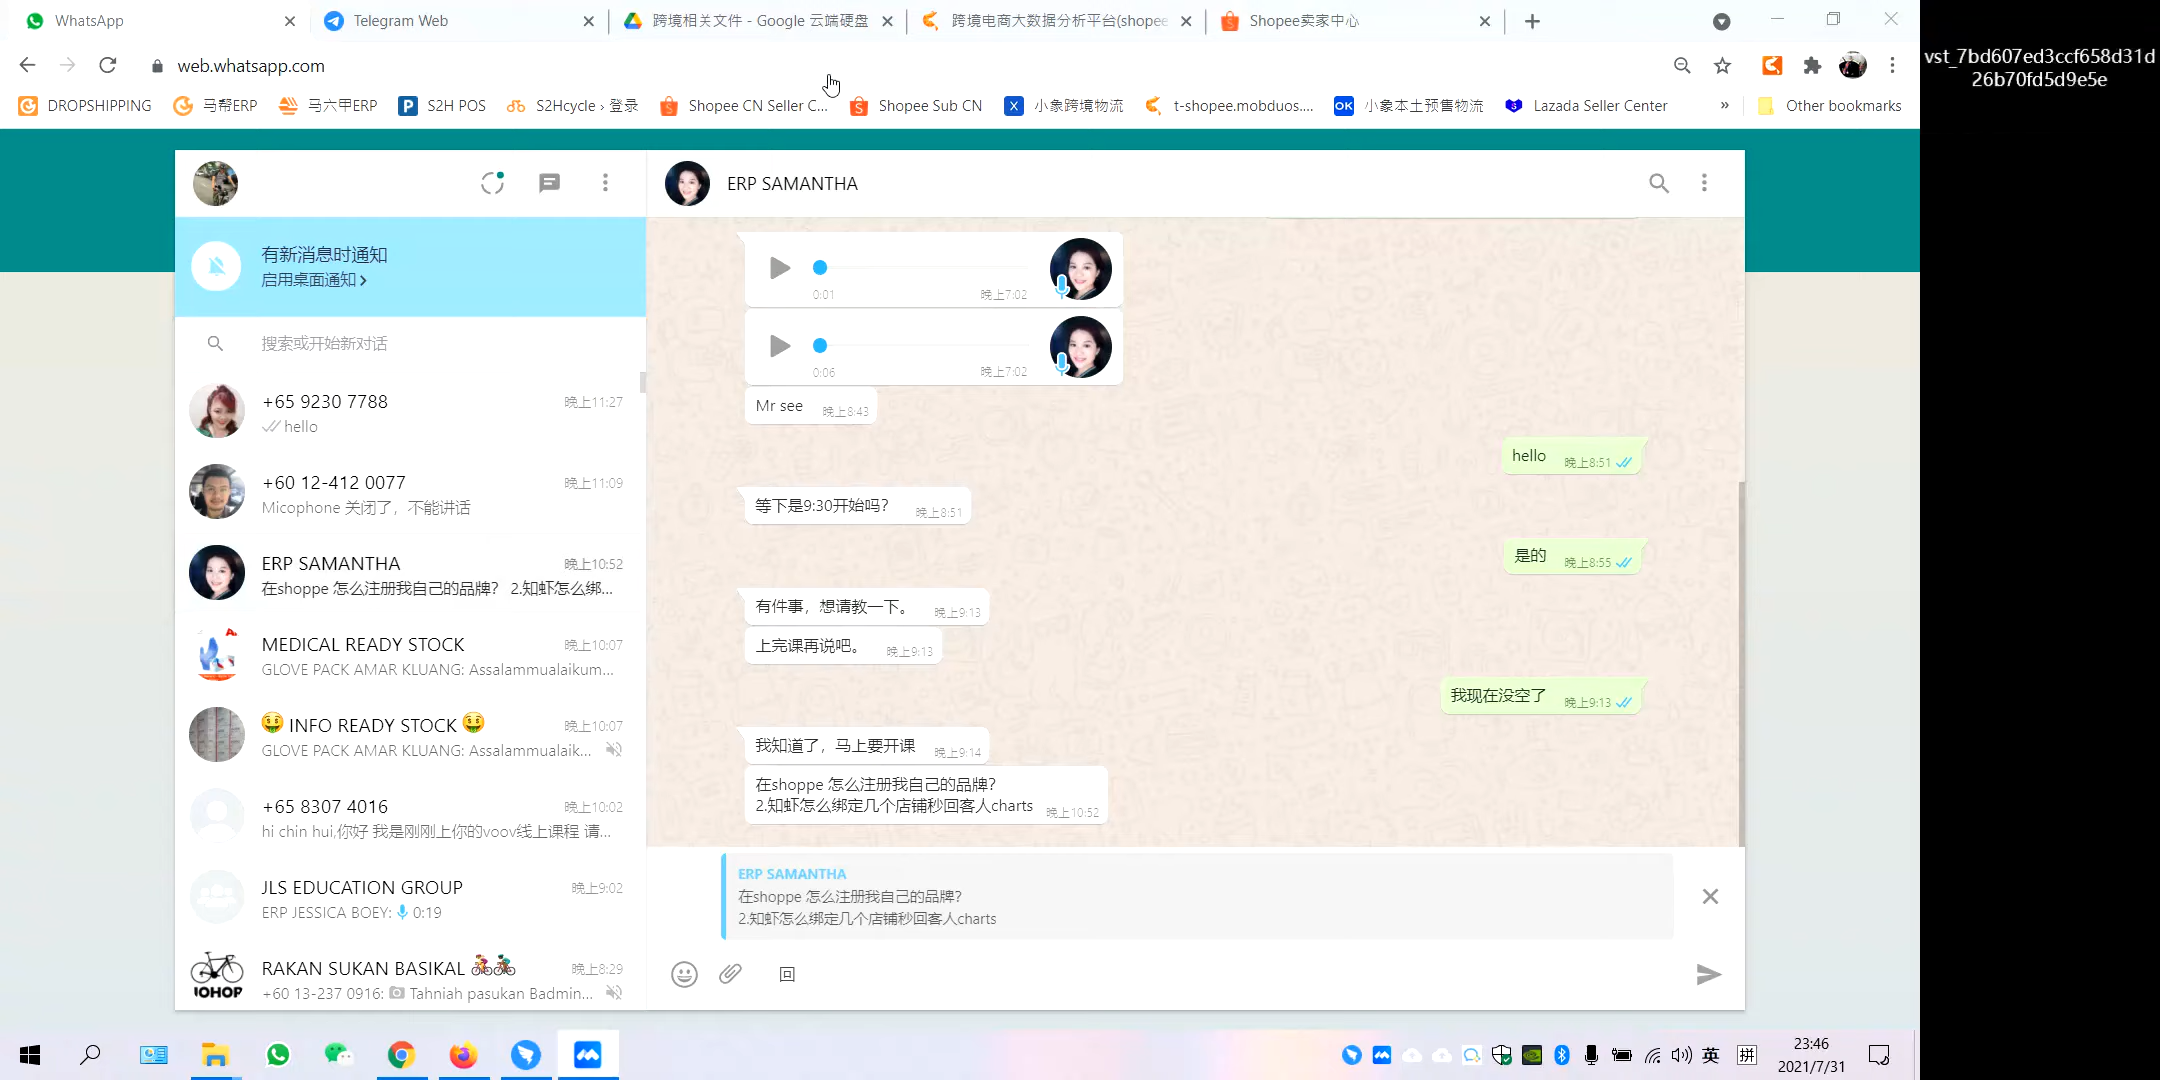 WhatsApp
Telegram Web
跨境相关文件 - Google 云端硬盘
跨境电商大数据分析平台(shopee
Shopee卖家中心
web.whatsapp.com
vst_7bd607ed3ccf658d31d
26b70fd5d9e5e
DROPSHIPPING
马帮ERP
马六甲ERP
S2H POS
S2Hcycle › 登录
Shopee CN Seller C...
Shopee Sub CN
小象跨境物流
t-shopee.mobduos....
OK 小象本土预售物流
Lazada Seller Center
»
Other bookmarks
有新消息时通知
启用桌面通知 >
搜索或开始新对话
+65 9230 7788 晚上11:27
hello
+60 12-412 0077 晚上11:09
Micophone 关闭了，不能讲话
ERP SAMANTHA 晚上10:52
在shoppe 怎么注册我自己的品牌？ 2.知虾怎么绑...
MEDICAL READY STOCK 晚上10:07
GLOVE PACK AMAR KLUANG: Assalammualaikum...
🤑 INFO READY STOCK 🤑 晚上10:07
GLOVE PACK AMAR KLUANG: Assalammualaik...
+65 8307 4016 晚上10:02
hi chin hui,你好 我是刚刚上你的voov线上课程 请...
JLS EDUCATION GROUP 晚上9:02
ERP JESSICA BOEY: 0:19
RAKAN SUKAN BASIKAL 晚上8:29
IOHOP
+60 13-237 0916: Tahniah pasukan Badmin...
ERP SAMANTHA
0:01 晚上7:02
0:06 晚上7:02
Mr see 晚上8:43
hello 晚上8:51
等下是9:30开始吗？ 晚上8:51
是的 晚上8:55
有件事，想请教一下。 晚上9:13
上完课再说吧。 晚上9:13
我现在没空了 晚上9:13
我知道了，马上要开课 晚上9:14
在shoppe 怎么注册我自己的品牌？
2.知虾怎么绑定几个店铺秒回客人charts 晚上10:52
ERP SAMANTHA
在shoppe 怎么注册我自己的品牌？
2.知虾怎么绑定几个店铺秒回客人charts
回
英
拼
23:46
2021/7/31